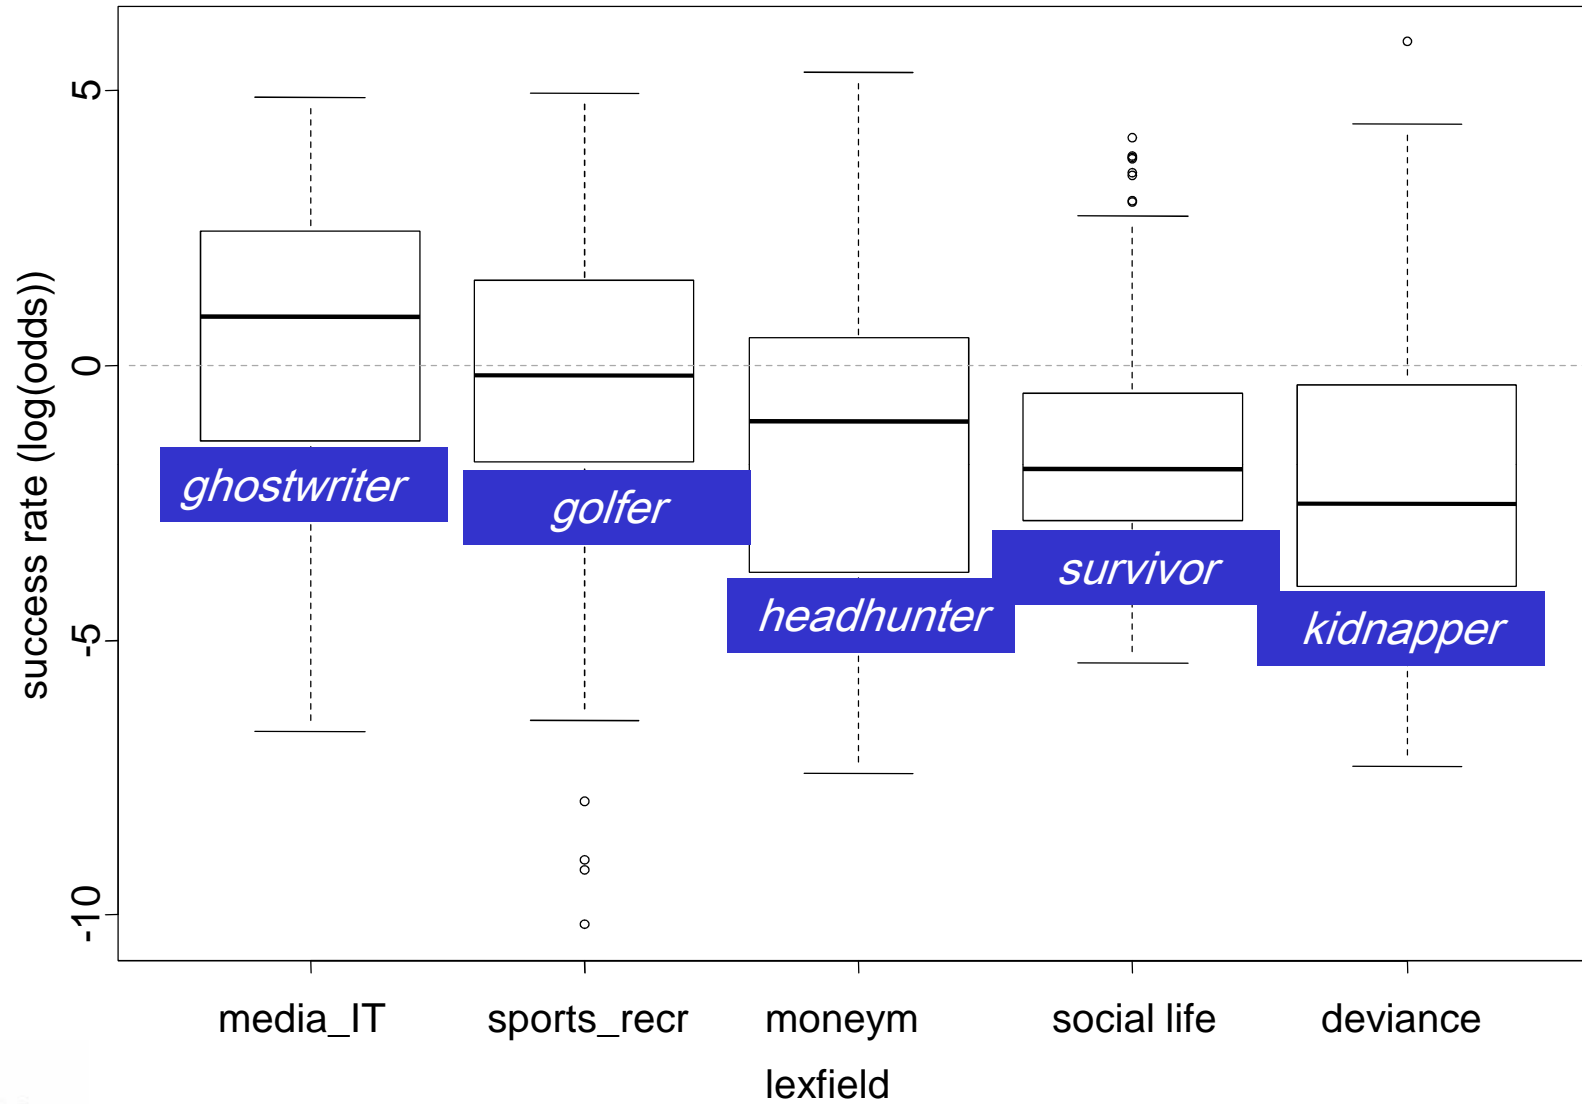 success rate (log(odds))
5
0
-5
-10
ghostwriter
golfer
headhunter
survivor
kidnapper
media_IT
sports_recr
moneym
social life
deviance
lexfield